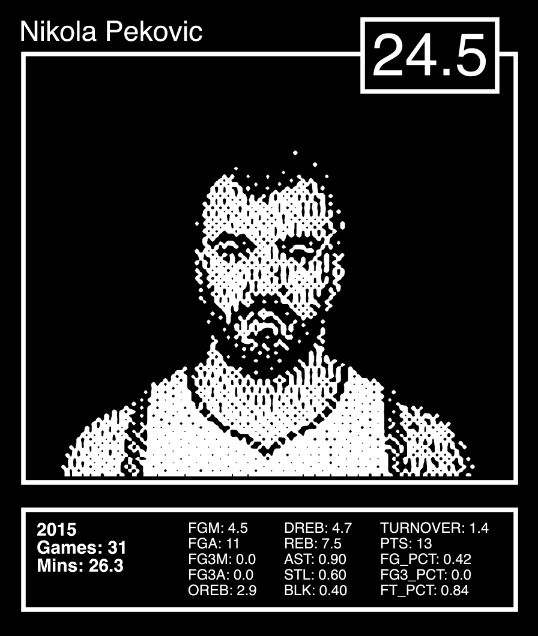 Nikola Pekovic
24.5
2015
Games: 31
Mins: 26.3
FGM: 4.5
FGA: 11
FG3M: 0.0
FG3A: 0.0
OREB: 2.9
DREB: 4.7
REB: 7.5
AST: 0.90
STL: 0.60
BLK: 0.40
TURNOVER: 1.4
PTS: 13
FG_PCT: 0.42
FG3_PCT: 0.0
FT_PCT: 0.84